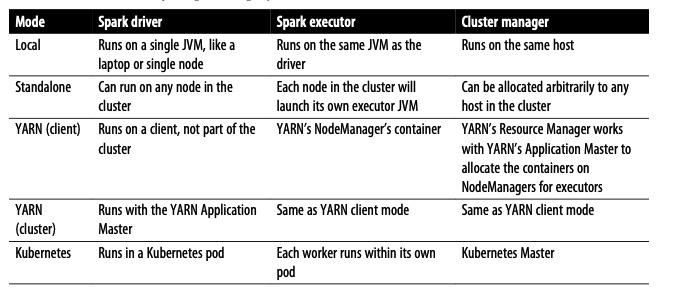 Mode Spark driver Spark executor Cluster manager
Local Runs on a single JVM, like a Runs on the same JVM as the Runs on the same host
laptop or single node driver
Standalone Can run on any node in the Each node in the cluster will Can be allocated arbitrarily to any
cluster launch its own executor JVM host in the cluster
YARN (client) Runs on a client, not part of the YARN’s NodeManager’s container YARN’s Resource Manager works
cluster with YARN’s Application Master to
allocate the containers on
NodeManagers for executors
YARN Runs with the YARN Application Same as YARN client mode Same as YARN client mode
(cluster) Master
Kubernetes Runs in a Kubernetes pod Each worker runs within its own Kubernetes Master
pod